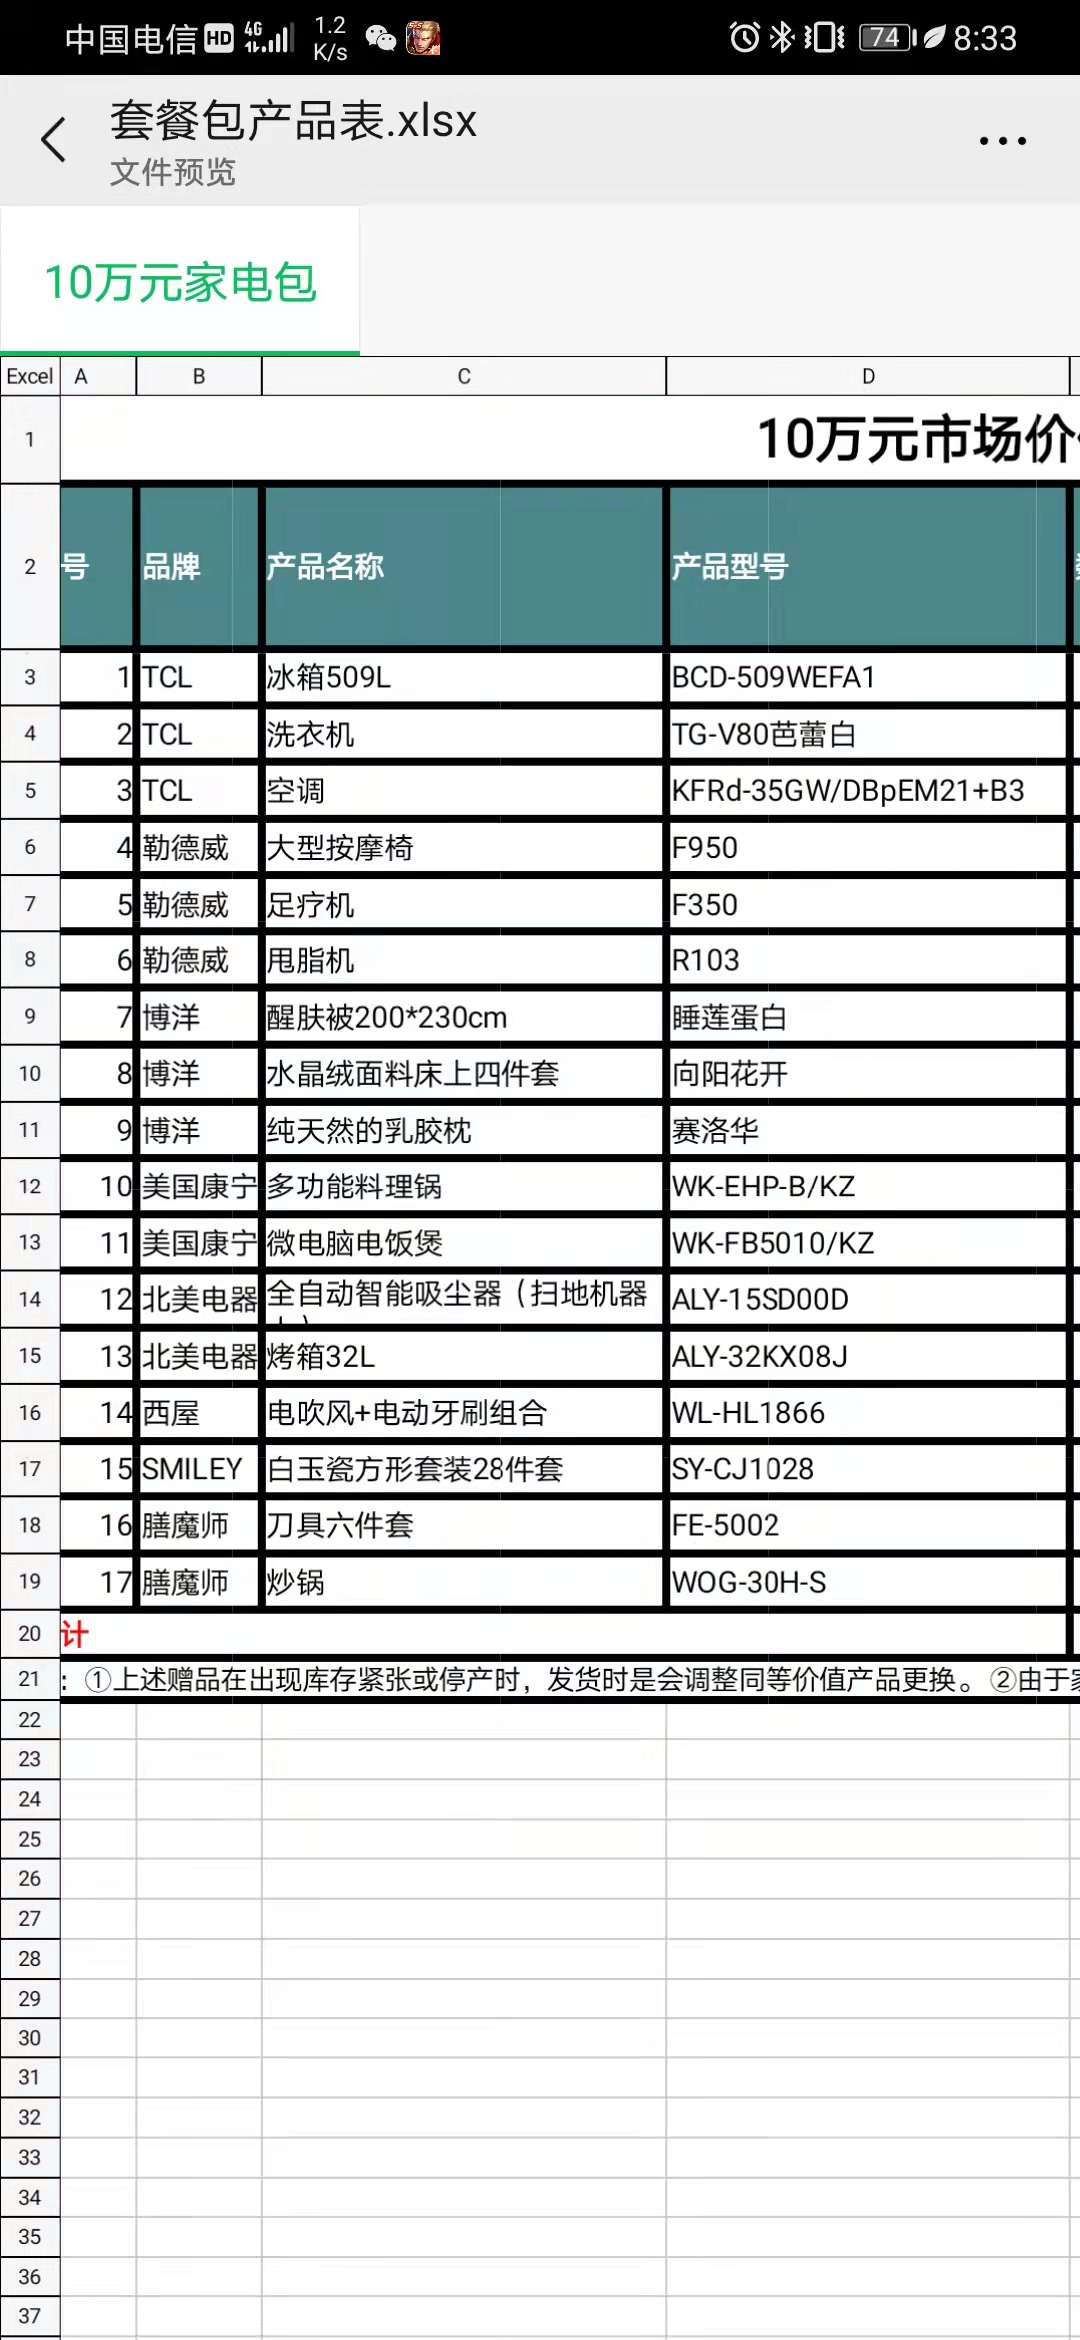 中国电信 HD 4G 1.2 K/s 74 8:33
套餐包产品表.xlsx
文件预览
10万元家电包
Excel A B C D
1 10万元市场价
2 号 品牌 产品名称 产品型号
3 1 TCL 冰箱509L BCD-509WEFA1
4 2 TCL 洗衣机 TG-V80芭蕾白
5 3 TCL 空调 KFRd-35GW/DBpEM21+B3
6 4 勒德威 大型按摩椅 F950
7 5 勒德威 足疗机 F350
8 6 勒德威 甩脂机 R103
9 7 博洋 醒肤被200*230cm 睡莲蛋白
10 8 博洋 水晶绒面料床上四件套 向阳花开
11 9 博洋 纯天然的乳胶枕 赛洛华
12 10 美国康宁 多功能料理锅 WK-EHP-B/KZ
13 11 美国康宁 微电脑电饭煲 WK-FB5010/KZ
14 12 北美电器 全自动智能吸尘器（扫地机器 ALY-15SD00D
15 13 北美电器 烤箱32L ALY-32KX08J
16 14 西屋 电吹风+电动牙刷组合 WL-HL1866
17 15 SMILEY 白玉瓷方形套装28件套 SY-CJ1028
18 16 膳魔师 刀具六件套 FE-5002
19 17 膳魔师 炒锅 WOG-30H-S
20 计
21 ：①上述赠品在出现库存紧张或停产时，发货时是会调整同等价值产品更换。②由于
22
23
24
25
26
27
28
29
30
31
32
33
34
35
36
37